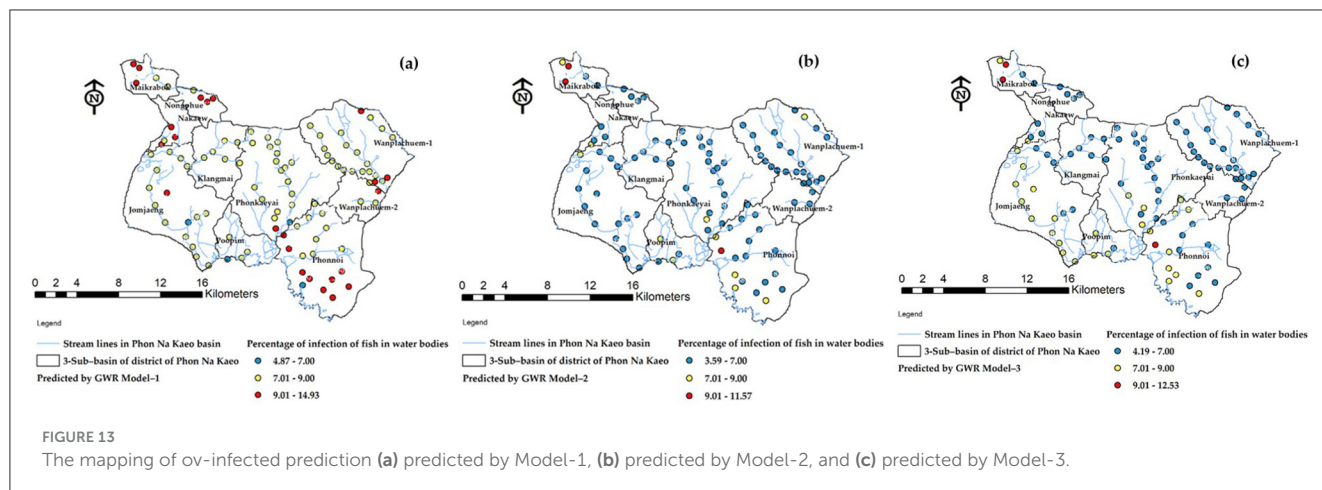 (a)
N
Maikrabok
Nongphue
Nakaew
Wanplachuem-1
Klangmai
Phonkaeyai
Jomjaeng
Wanplachuem-2
Poopim
Phonnoi
0 2 4 8 12 16
Kilometers
Legend
Stream lines in Phon Na Kaeo basin
3-Sub-basin of district of Phon Na Kaeo
Predicted by GWR Model-1
Percentage of infection of fish in water bodies
4.87 - 7.00
7.01 - 9.00
9.01 - 14.93
(b)
N
Maikrabok
Nongphue
Nakaew
Wanplachuem-1
Klangmai
Phonkaeyai
Jomjaeng
Wanplachuem-2
Poopim
Phonnoi
0 2 4 8 12 16
Kilometers
Legend
Stream lines in Phon Na Kaeo basin
3-Sub-basin of district of Phon Na Kaeo
Predicted by GWR Model-2
Percentage of infection of fish in water bodies
3.59 - 7.00
7.01 - 9.00
9.01 - 11.57
(c)
N
Maikrabok
Nongphue
Nakaew
Wanplachuem-1
Klangmai
Phonkaeyai
Jomjaeng
Wanplachuem-2
Poopim
Phonnoi
0 2 4 8 12 16
Kilometers
Legend
Stream lines in Phon Na Kaeo basin
3-Sub-basin of district of Phon Na Kaeo
Predicted by GWR Model-3
Percentage of infection of fish in water bodies
4.19 - 7.00
7.01 - 9.00
9.01 - 12.53
FIGURE 13
The mapping of ov-infected prediction (a) predicted by Model-1, (b) predicted by Model-2, and (c) predicted by Model-3.